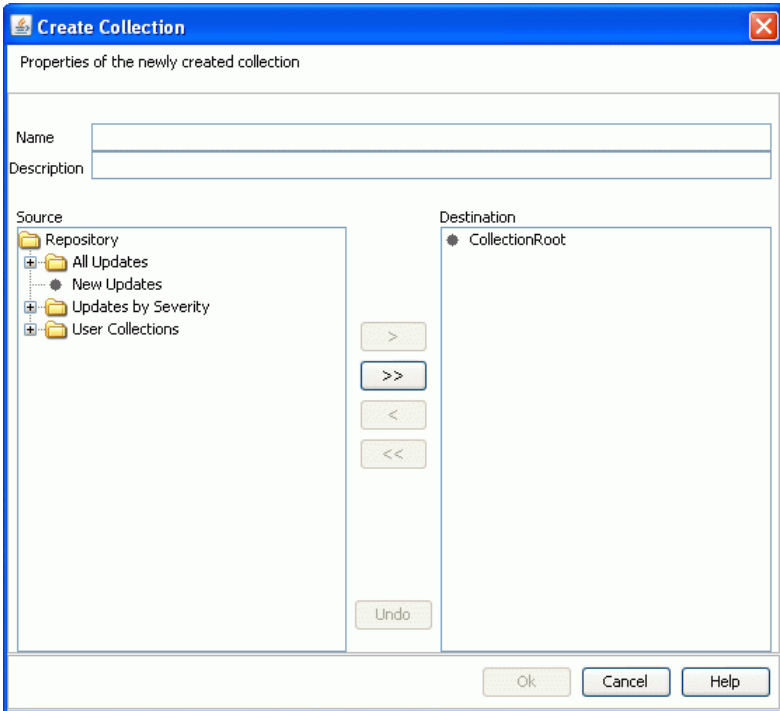 Create Collection
Properties of the newly created collection
Name
Description
Source
Destination
Repository
All Updates
New Updates
Updates by Severity
User Collections
CollectionRoot
>
>>
<
<<
Undo
Ok
Cancel
Help